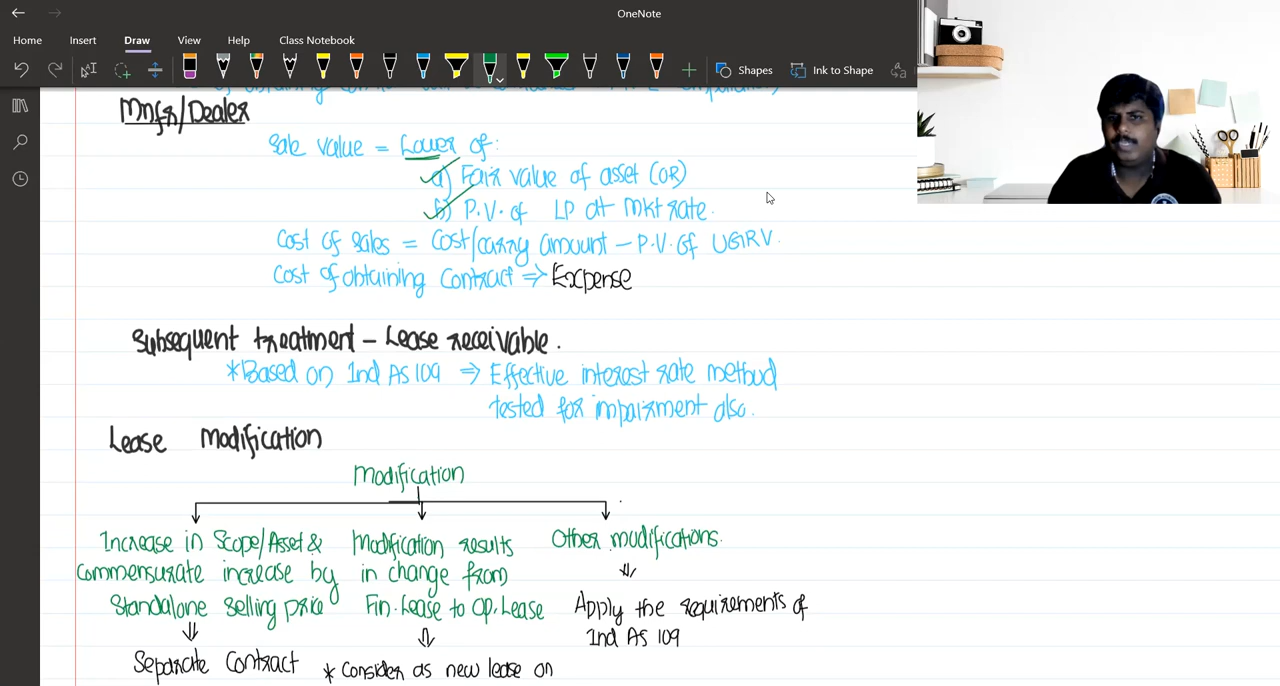 OneNote
Home Insert Draw View Help Class Notebook
Shapes Ink to Shape
Mnfr/Dealer
Sale value = Lower of:
a) Fair value of asset (OR)
b) P.V. of LP at mkt rate.
Cost of Sales = Cost/carry amount – P.V. of UGRV.
Cost of obtaining contract ⇒ Expense
Subsequent treatment – Lease receivable.
*Based on Ind AS 109 ⇒ Effective interest rate method
tested for impairment also.
Lease Modification
Modification
Increase in Scope/Asset &
Commensurate increase by
Standalone Selling price
⇓
Separate Contract
Modification results
in change from
Fin. Lease to Op. Lease
⇓
* Consider as new lease on
Other modifications.
⇓
Apply the requirements of
Ind AS 109